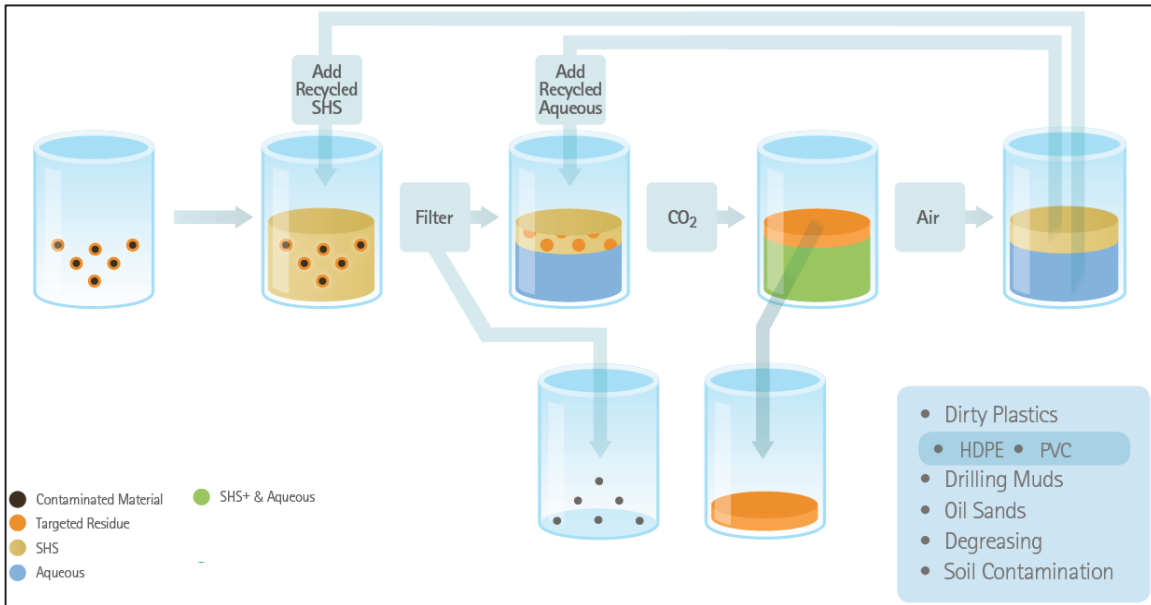 Add
Recycled
SHS
Add
Recycled
Aqueous
Filter
CO₂
Air
Contaminated Material
Targeted Residue
SHS
Aqueous
SHS+ & Aqueous
• Dirty Plastics
• HDPE • PVC
• Drilling Muds
• Oil Sands
• Degreasing
• Soil Contamination